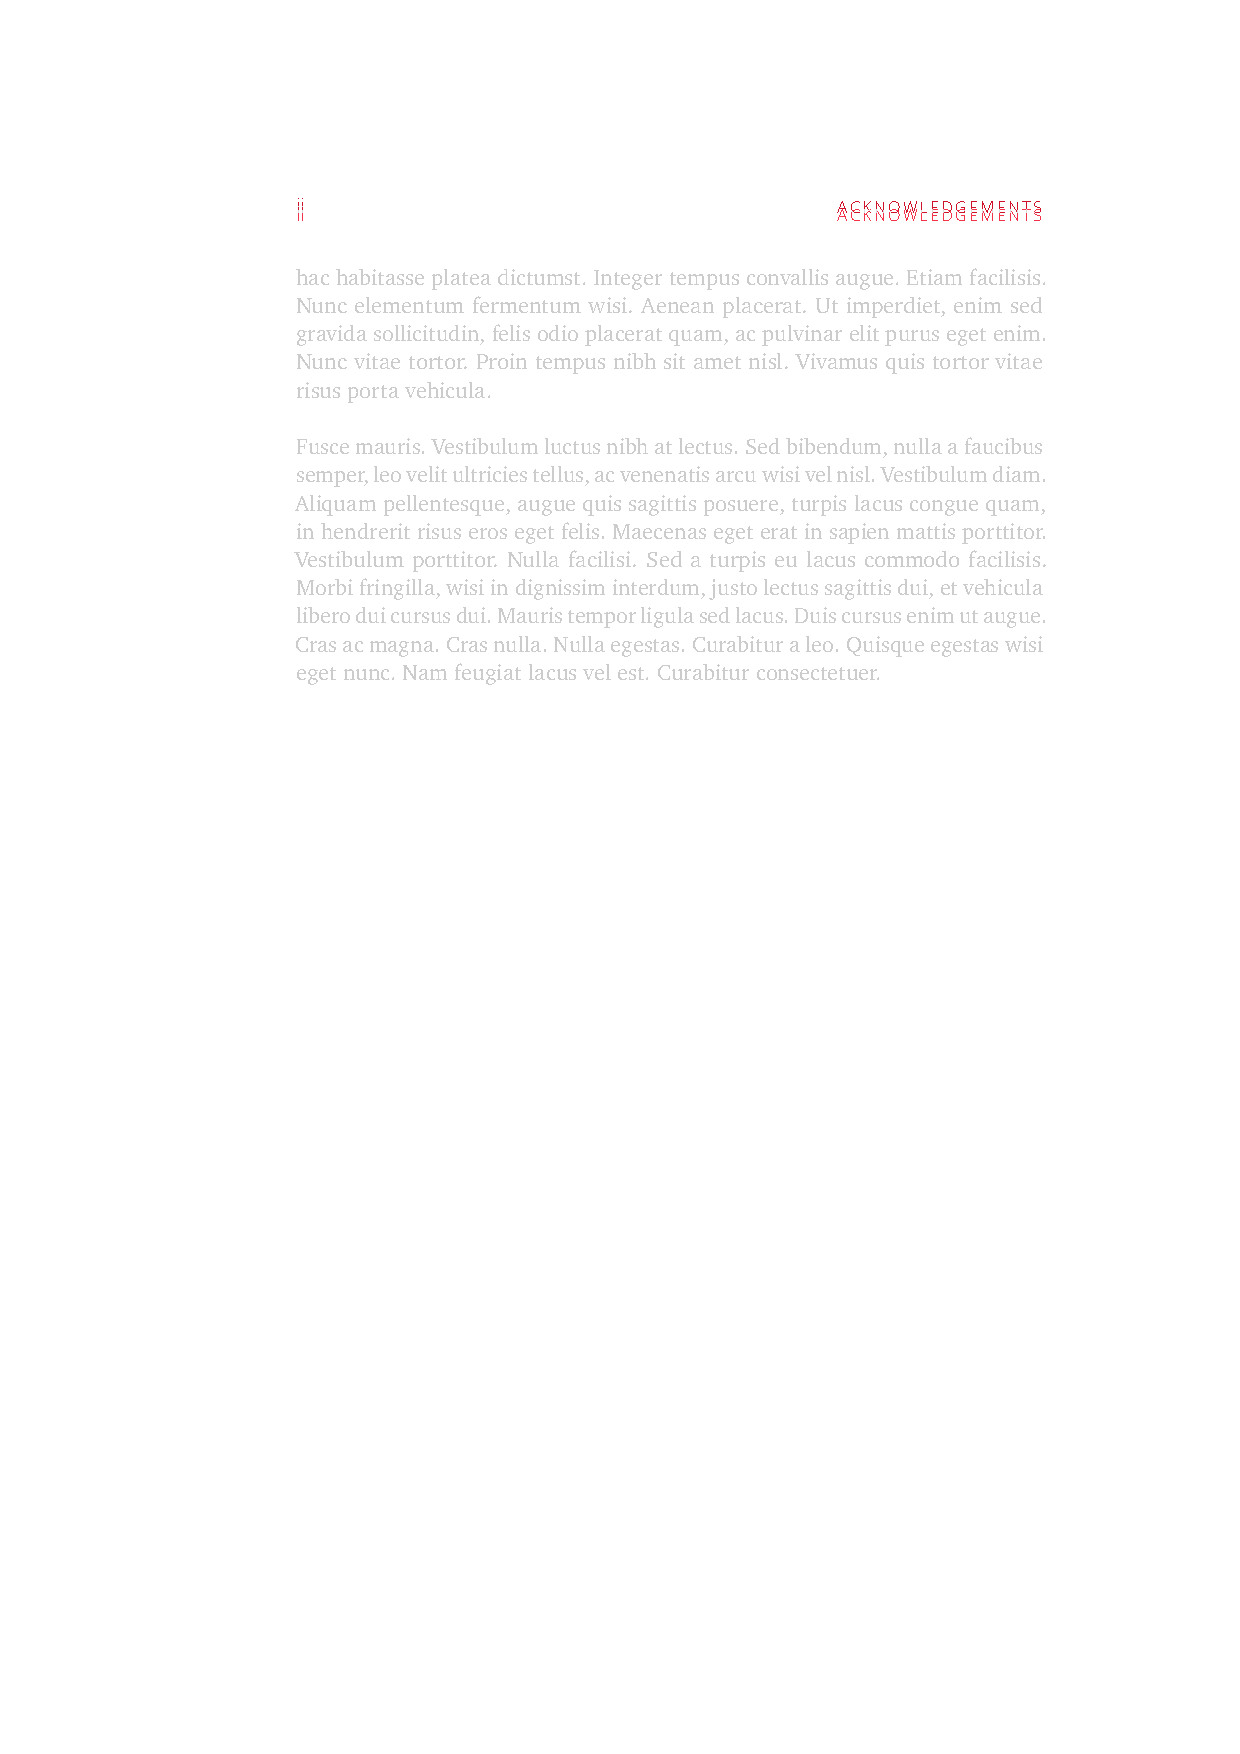 ii ACKNOWLEDGEMENTS
hac habitasse platea dictumst. Integer tempus convallis augue. Etiam facilisis.
Nunc elementum fermentum wisi. Aenean placerat. Ut imperdiet, enim sed
gravida sollicitudin, felis odio placerat quam, ac pulvinar elit purus eget enim.
Nunc vitae tortor. Proin tempus nibh sit amet nisl. Vivamus quis tortor vitae
risus porta vehicula.
Fusce mauris. Vestibulum luctus nibh at lectus. Sed bibendum, nulla a faucibus
semper, leo velit ultricies tellus, ac venenatis arcu wisi vel nisl. Vestibulum diam.
Aliquam pellentesque, augue quis sagittis posuere, turpis lacus congue quam,
in hendrerit risus eros eget felis. Maecenas eget erat in sapien mattis porttitor.
Vestibulum porttitor. Nulla facilisi. Sed a turpis eu lacus commodo facilisis.
Morbi fringilla, wisi in dignissim interdum, justo lectus sagittis dui, et vehicula
libero dui cursus dui. Mauris tempor ligula sed lacus. Duis cursus enim ut augue.
Cras ac magna. Cras nulla. Nulla egestas. Curabitur a leo. Quisque egestas wisi
eget nunc. Nam feugiat lacus vel est. Curabitur consectetuer.